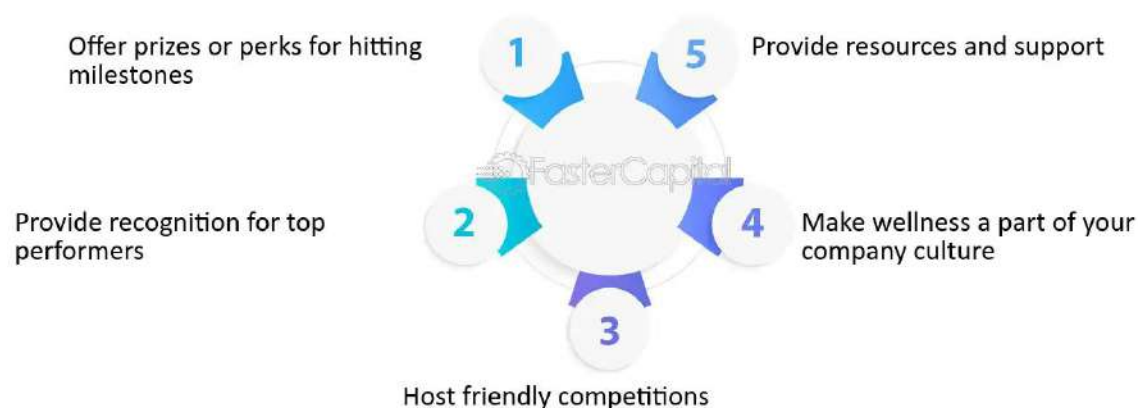 1
Offer prizes or perks for hitting
milestones
2
Provide recognition for top
performers
3
Host friendly competitions
4
Make wellness a part of your
company culture
5
Provide resources and support
FasterCapital